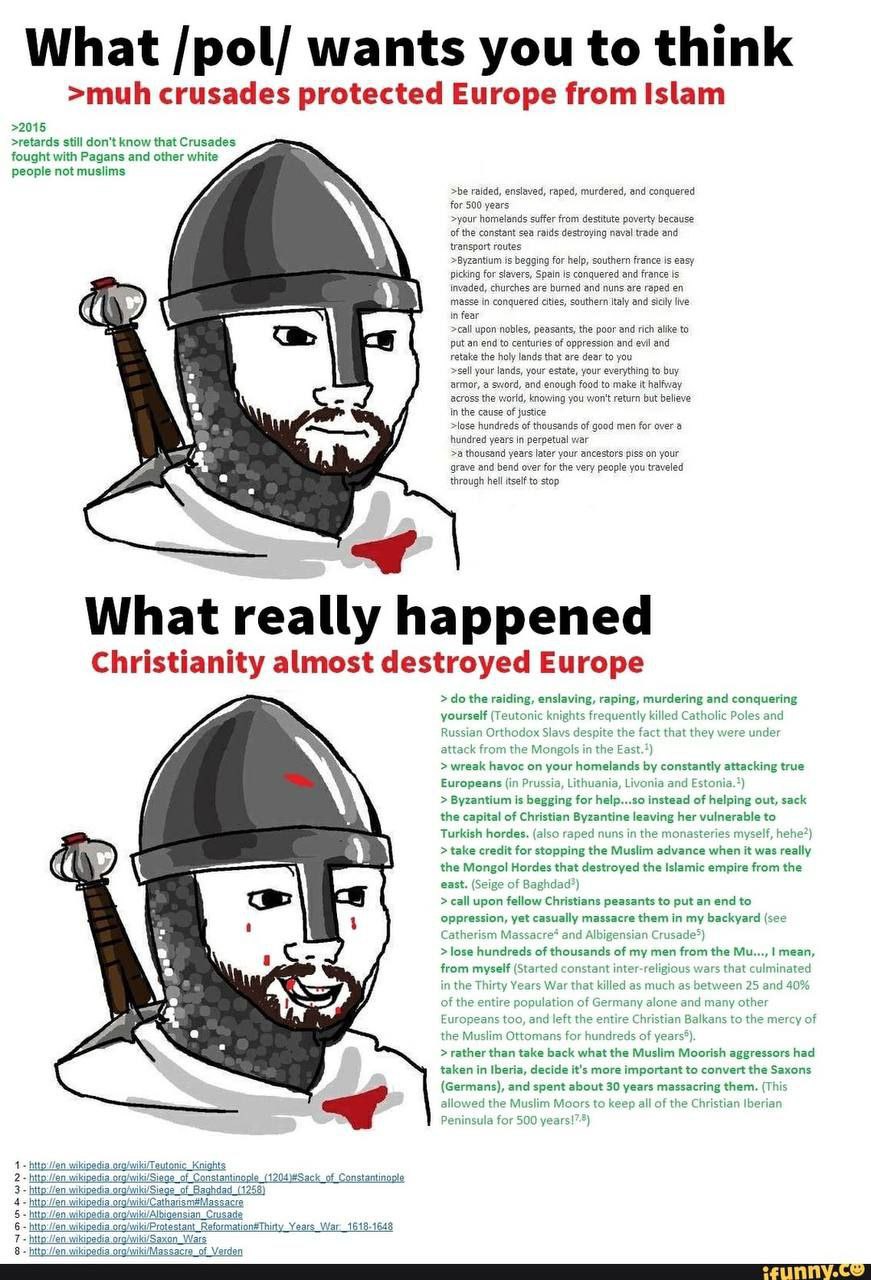 What /pol/ wants you to think
>muh crusades protected Europe from Islam
>2015
>retards still don't know that Crusades
fought with Pagans and other white
people not muslims
>be raided, enslaved, raped, murdered, and conquered
for 500 years
>your homelands suffer from destitute poverty because
of the constant sea raids destroying naval trade and
transport routes
>Byzantium is begging for help, southern france is easy
picking for slavers, Spain is conquered and france is
invaded, churches are burned and nuns are raped en
masse in conquered cities, southern italy and sicily live
in fear
>call upon nobles, peasants, the poor and rich alike to
put an end to centuries of oppression and evil and
retake the holy lands that are dear to you
>sell your lands, your estate, your everything to buy
armor, a sword, and enough food to make it halfway
across the world, knowing you won't return but believe
in the cause of justice
>lose hundreds of thousands of good men for over a
hundred years in perpetual war
>a thousand years later your ancestors piss on your
grave and bend over for the very people you traveled
through hell itself to stop
What really happened
Christianity almost destroyed Europe
> do the raiding, enslaving, raping, murdering and conquering
yourself (Teutonic knights frequently killed Catholic Poles and
Russian Orthodox Slavs despite the fact that they were under
attack from the Mongols in the East.¹)
> wreak havoc on your homelands by constantly attacking true
Europeans (in Prussia, Lithuania, Livonia and Estonia.¹)
> Byzantium is begging for help...so instead of helping out, sack
the capital of Christian Byzantine leaving her vulnerable to
Turkish hordes. (also raped nuns in the monasteries myself, hehe²)
> take credit for stopping the Muslim advance when it was really
the Mongol Hordes that destroyed the Islamic empire from the
east. (Seige of Baghdad³)
> call upon fellow Christians peasants to put an end to
oppression, yet casually massacre them in my backyard (see
Catherism Massacre⁴ and Albigensian Crusade⁵)
> lose hundreds of thousands of my men from the Mu..., I mean,
from myself (Started constant inter-religious wars that culminated
in the Thirty Years War that killed as much as between 25 and 40%
of the entire population of Germany alone and many other
Europeans too, and left the entire Christian Balkans to the mercy of
the Muslim Ottomans for hundreds of years⁶).
> rather than take back what the Muslim Moorish aggressors had
taken in Iberia, decide it's more important to convert the Saxons
(Germans), and spent about 30 years massacring them. (This
allowed the Muslim Moors to keep all of the Christian Iberian
Peninsula for 500 years!⁷,⁸)
1 - http://en.wikipedia.org/wiki/Teutonic_Knights
2 - http://en.wikipedia.org/wiki/Siege_of_Constantinople_(1204)#Sack_of_Constantinople
3 - http://en.wikipedia.org/wiki/Siege_of_Baghdad_(1258)
4 - http://en.wikipedia.org/wiki/Catharism#Massacre
5 - http://en.wikipedia.org/wiki/Albigensian_Crusade
6 - http://en.wikipedia.org/wiki/Protestant_Reformation#Thirty_Years_War:_1618-1648
7 - http://en.wikipedia.org/wiki/Saxon_Wars
8 - http://en.wikipedia.org/wiki/Massacre_of_Verden
ifunny.co